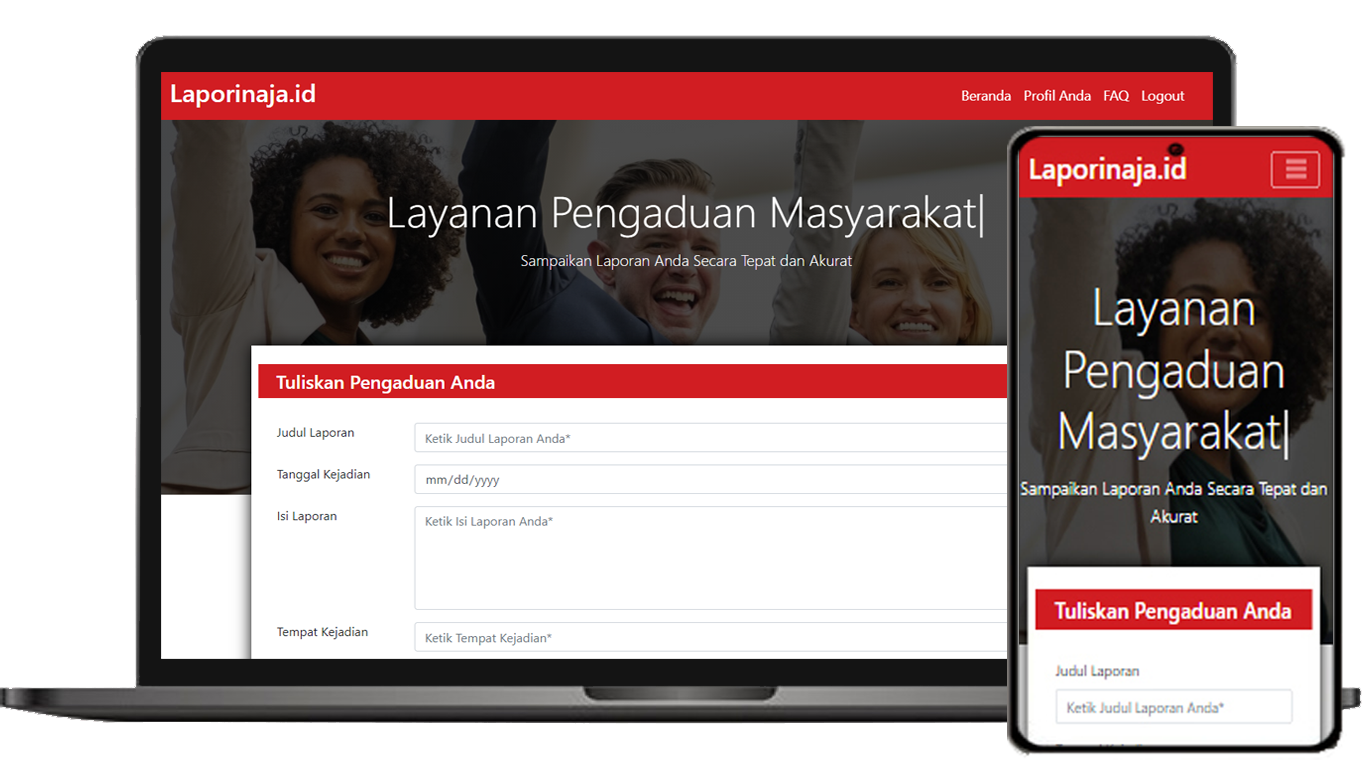 Laporinaja.id
Beranda Profil Anda FAQ Logout
Layanan Pengaduan Masyarakat|
Sampaikan Laporan Anda Secara Tepat dan Akurat
Tuliskan Pengaduan Anda
Judul Laporan
Ketik Judul Laporan Anda*
Tanggal Kejadian
mm/dd/yyyy
Isi Laporan
Ketik Isi Laporan Anda*
Tempat Kejadian
Ketik Tempat Kejadian*
Laporinaja.id
Layanan
Pengaduan
Masyarakat|
Sampaikan Laporan Anda Secara Tepat dan
Akurat
Tuliskan Pengaduan Anda
Judul Laporan
Ketik Judul Laporan Anda*